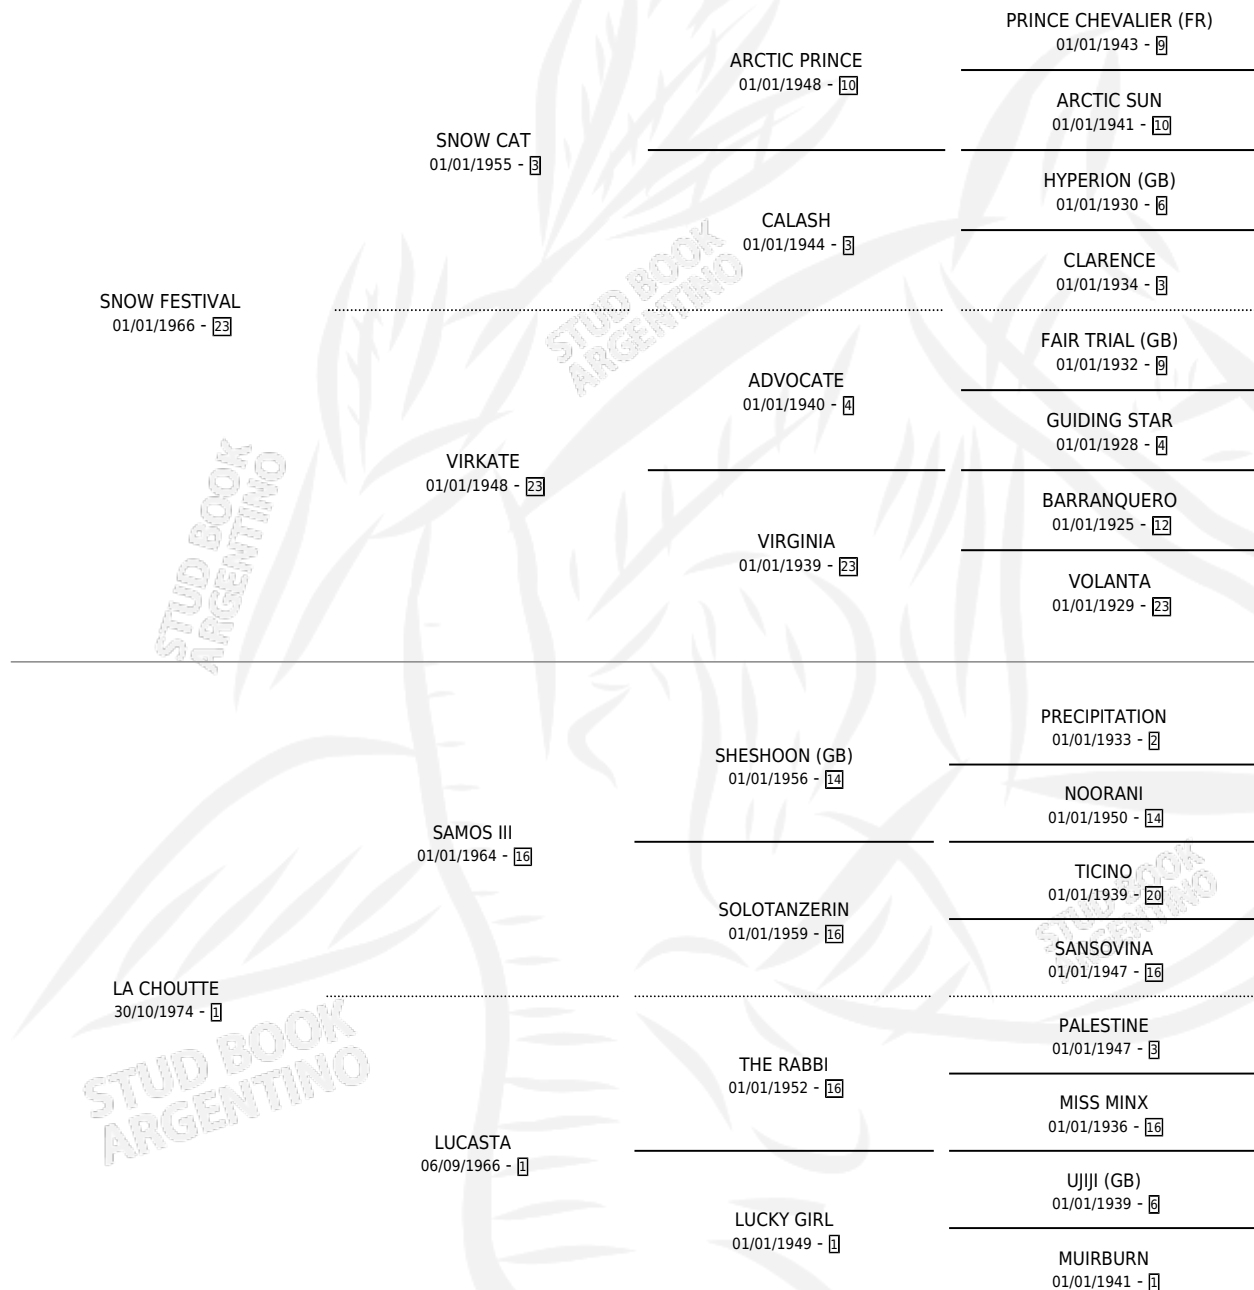 PRINCE CHEVALIER (FR)
01/01/1943 - 9
ARCTIC PRINCE
01/01/1948 - 10
ARCTIC SUN
01/01/1941 - 10
SNOW CAT
01/01/1955 - 3
HYPERION (GB)
01/01/1930 - 6
CALASH
01/01/1944 - 3
CLARENCE
01/01/1934 - 3
SNOW FESTIVAL
01/01/1966 - 23
STUD BOOK
ARGENTINO
FAIR TRIAL (GB)
01/01/1932 - 9
ADVOCATE
01/01/1940 - 4
GUIDING STAR
01/01/1928 - 4
VIRKATE
01/01/1948 - 23
BARRANQUERO
01/01/1925 - 12
VIRGINIA
01/01/1939 - 23
VOLANTA
01/01/1929 - 23
STUD BOOK
ARGENTINO
PRECIPITATION
01/01/1933 - 2
SHESHOON (GB)
01/01/1956 - 14
NOORANI
01/01/1950 - 14
SAMOS III
01/01/1964 - 16
TICINO
01/01/1939 - 20
SOLOTANZERIN
01/01/1959 - 16
SANSOVINA
01/01/1947 - 16
STUD BOOK
ARGENTINO
LA CHOUTTE
30/10/1974 - 1
PALESTINE
01/01/1947 - 3
THE RABBI
01/01/1952 - 16
MISS MINX
01/01/1936 - 16
STUD BOOK
ARGENTINO
LUCASTA
06/09/1966 - 1
UJIJI (GB)
01/01/1939 - 6
LUCKY GIRL
01/01/1949 - 1
MUIRBURN
01/01/1941 - 1